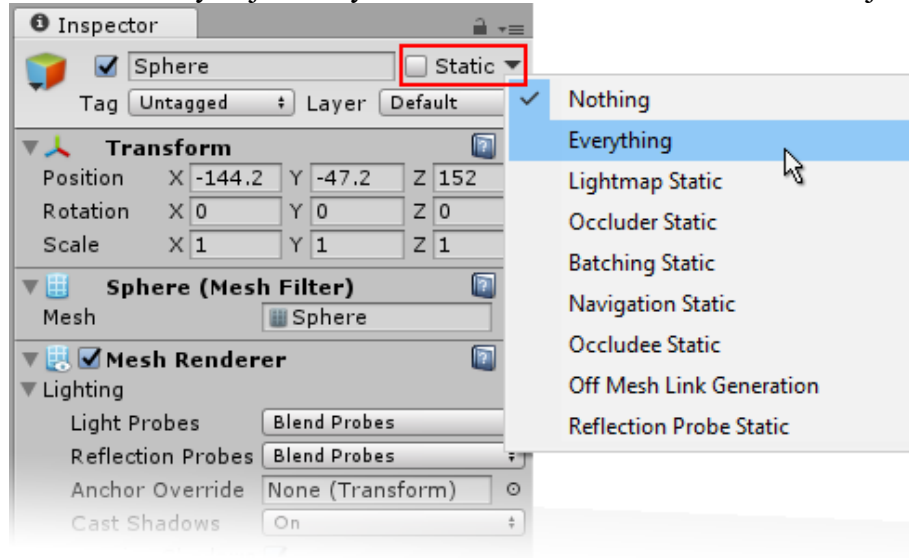 Inspector
Sphere Static
Tag Untagged Layer Default
Transform
Position X -144.2 Y -47.2 Z 152
Rotation X 0 Y 0 Z 0
Scale X 1 Y 1 Z 1
Sphere (Mesh Filter)
Mesh Sphere
Mesh Renderer
Lighting
Light Probes Blend Probes
Reflection Probes Blend Probes
Anchor Override None (Transform)
Cast Shadows On
Nothing
Everything
Lightmap Static
Occluder Static
Batching Static
Navigation Static
Occludee Static
Off Mesh Link Generation
Reflection Probe Static